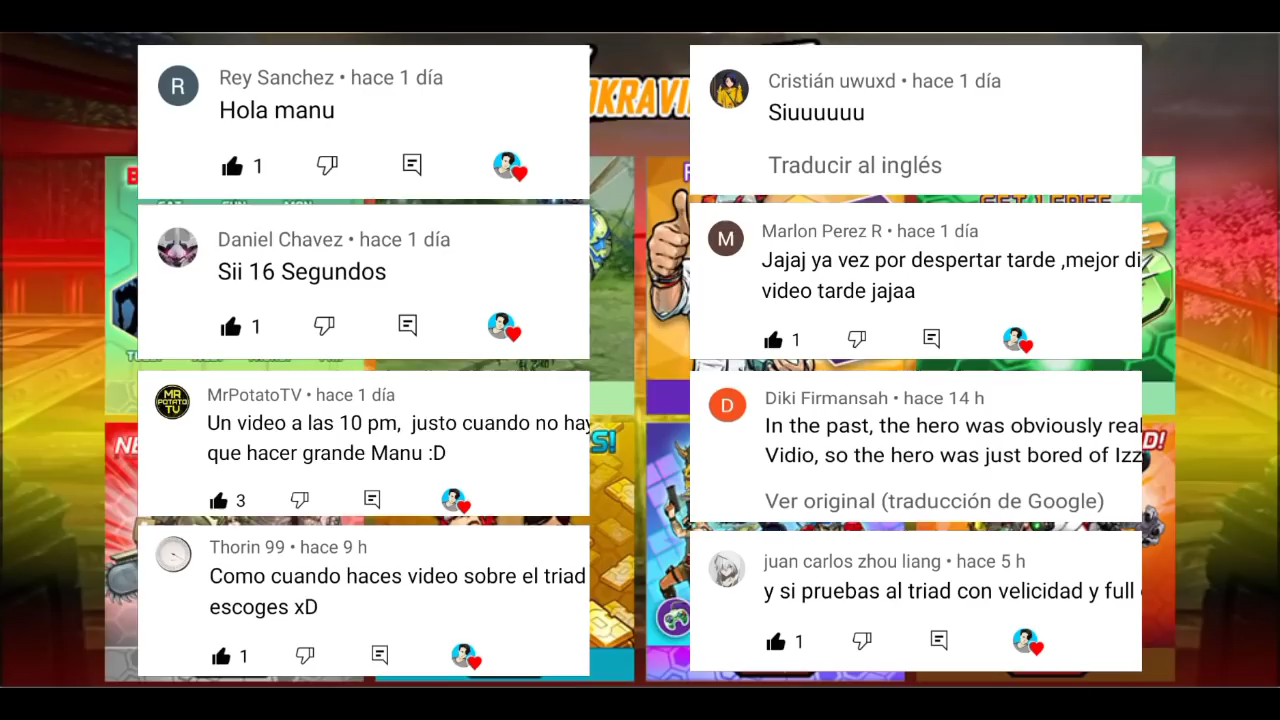 Rey Sanchez • hace 1 día
Hola manu
1
Daniel Chavez • hace 1 día
Sii 16 Segundos
1
MrPotatoTV • hace 1 día
Un video a las 10 pm, justo cuando no hay
que hacer grande Manu :D
3
Thorin 99 • hace 9 h
Como cuando haces video sobre el triad
escoges xD
1
Cristián uwuxd • hace 1 día
Siuuuuuu
Traducir al inglés
Marlon Perez R • hace 1 día
Jajaj ya vez por despertar tarde ,mejor di
video tarde jajaa
1
Diki Firmansah • hace 14 h
In the past, the hero was obviously real
Vidio, so the hero was just bored of Izz
Ver original (traducción de Google)
juan carlos zhou liang • hace 5 h
y si pruebas al triad con velicidad y full
1